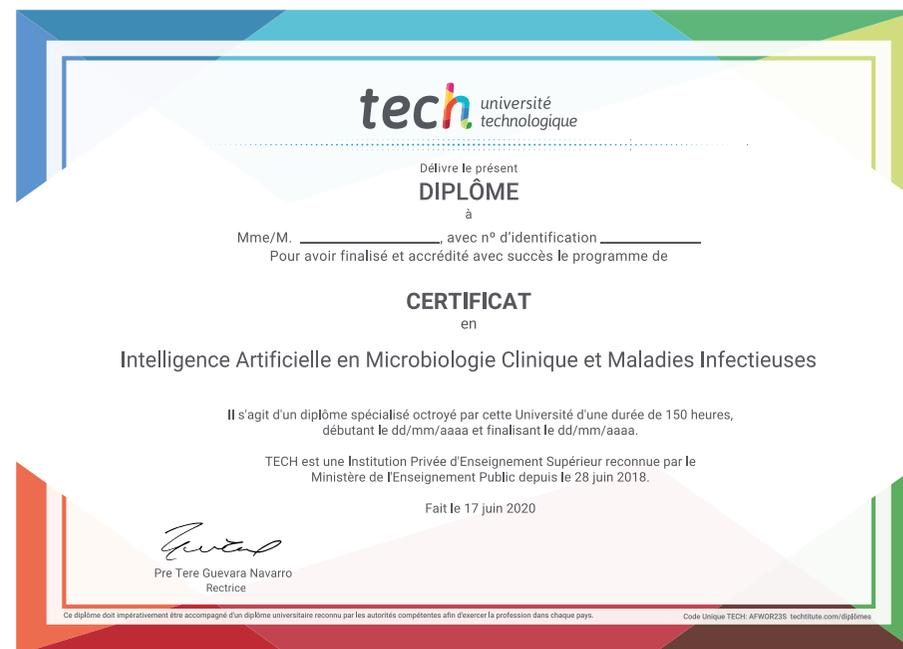 tech université
technologique
Délivre le présent
DIPLÔME
à
Mme/M. ____________________, avec nº d'identification ______________
Pour avoir finalisé et accrédité avec succès le programme de
CERTIFICAT
en
Intelligence Artificielle en Microbiologie Clinique et Maladies Infectieuses
Il s'agit d'un diplôme spécialisé octroyé par cette Université d'une durée de 150 heures,
débutant le dd/mm/aaaa et finalisant le dd/mm/aaaa.
TECH est une Institution Privée d'Enseignement Supérieur reconnue par le
Ministère de l'Enseignement Public depuis le 28 juin 2018.
Fait le 17 juin 2020
Pre Tere Guevara Navarro
Rectrice
Ce diplôme doit impérativement être accompagné d'un diplôme universitaire reconnu par les autorités compétentes afin d'exercer la profession dans chaque pays.
Code Unique TECH: AFWOR23S techtitute.com/diplômes